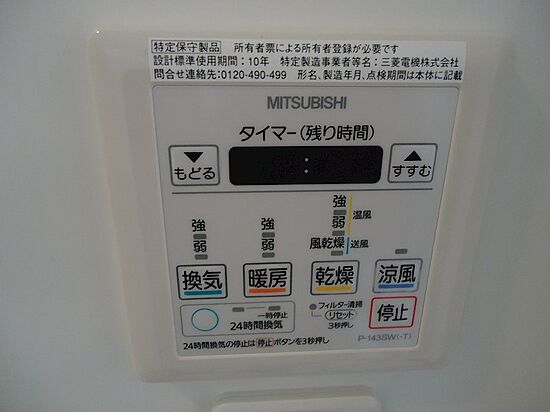 特定保守製品 所有者票による所有者登録が必要です
設計標準使用期間：10年 特定製造事業者等名：三菱電機株式会社
問合せ連絡先：0120-490-499 形名、製造年月、点検期間は本体に記載
MITSUBISHI
タイマー(残り時間)
▼
もどる
▲
すすむ
強
弱
強
弱
強
弱
温風
風乾燥
送風
換気
暖房
乾燥
涼風
一時停止
24時間換気
フィルター清掃
リセット
3秒押し
停止
24時間換気の停止は 停止 ボタンを3秒押し
P-143SW(-T)